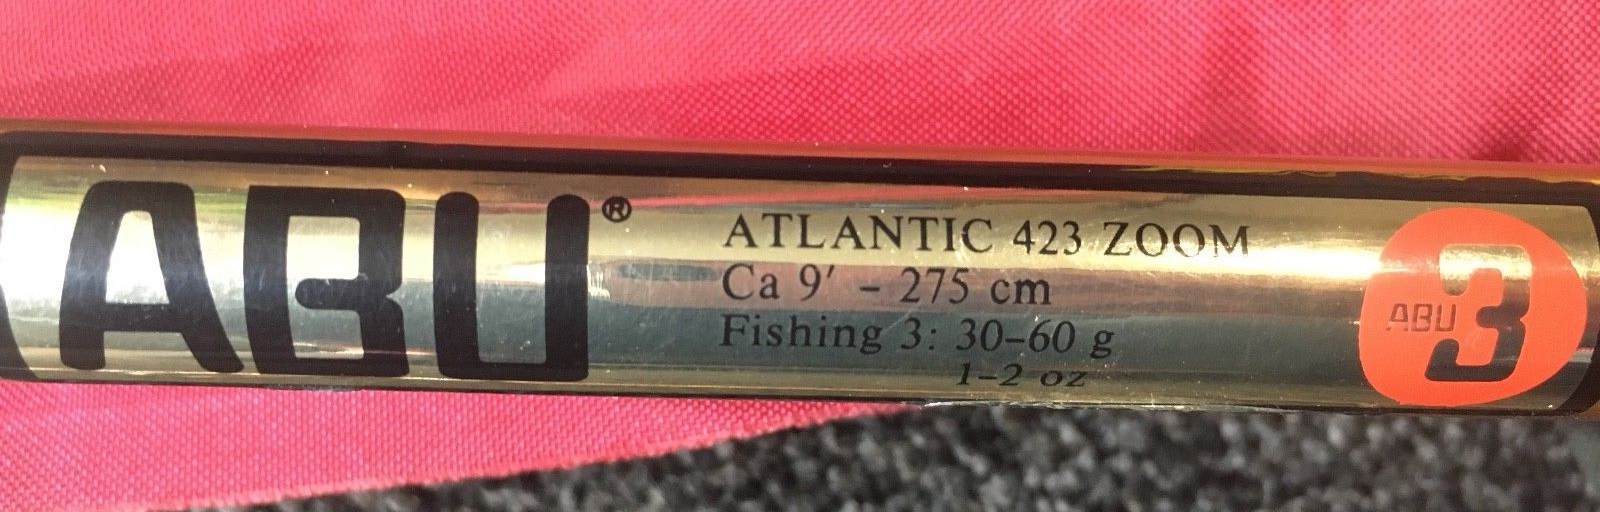 ABU®
ATLANTIC 423 ZOOM
Ca 9′ – 275 cm
Fishing 3: 30–60 g
1–2 oz
ABU 3